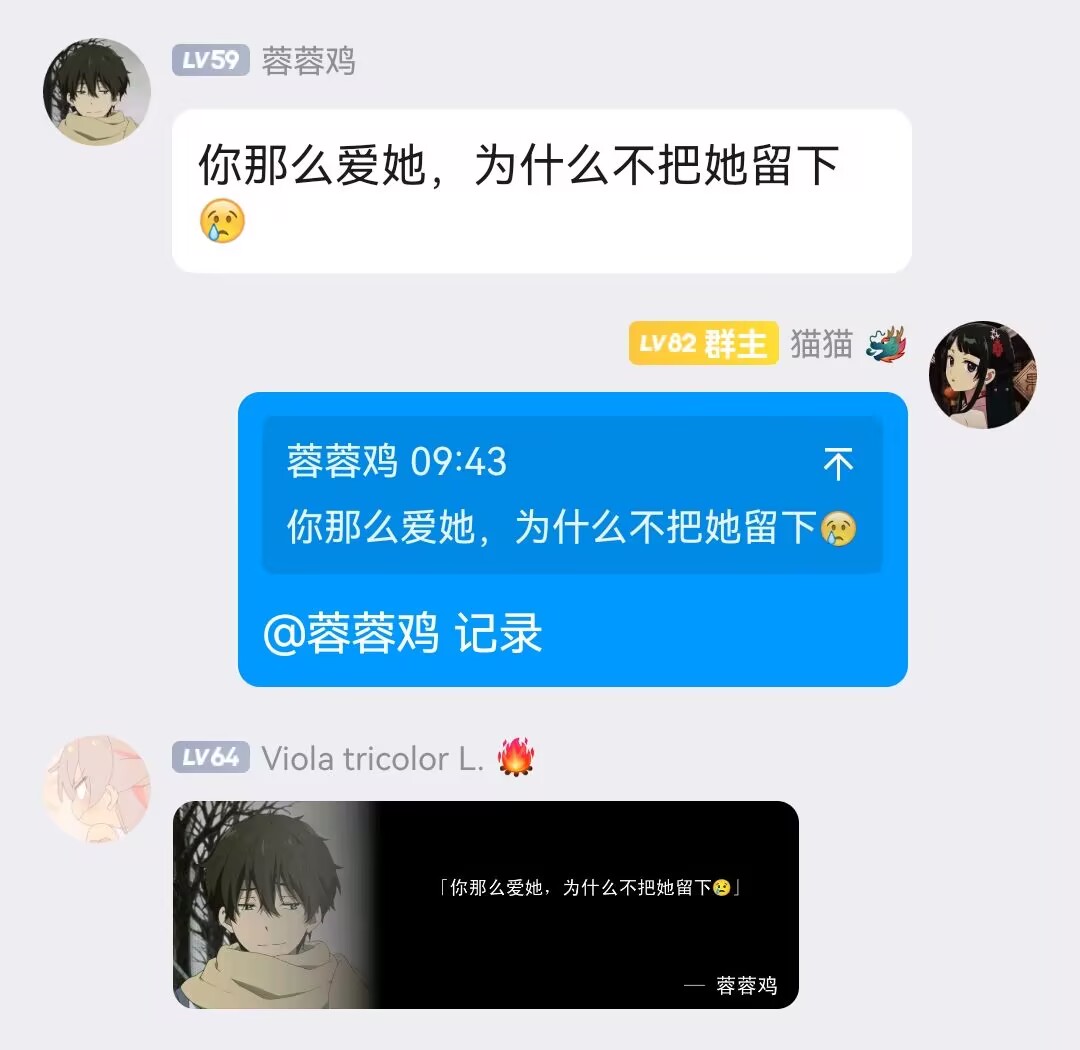 LV59 蓉蓉鸡
你那么爱她，为什么不把她留下
😢
LV82 群主 猫猫 🐉
蓉蓉鸡 09:43
你那么爱她，为什么不把她留下😢
@蓉蓉鸡 记录
LV64 Viola tricolor L. 🔥
「你那么爱她，为什么不把她留下😢」
— 蓉蓉鸡